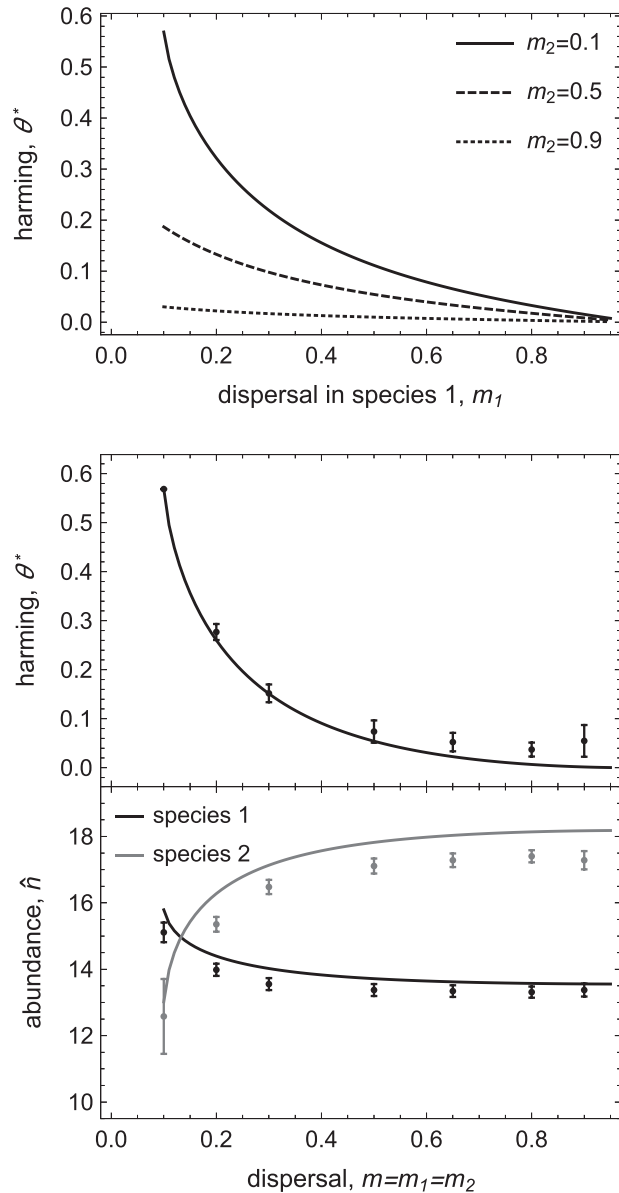 0.6
0.5
0.4
0.3
0.2
0.1
0.0
harming, θ*
m2=0.1
m2=0.5
m2=0.9
0.0 0.2 0.4 0.6 0.8
dispersal in species 1, m1
0.6
0.5
0.4
0.3
0.2
0.1
0.0
harming, θ*
species 1
species 2
18
16
14
12
10
abundance, n̂
0.0 0.2 0.4 0.6 0.8
dispersal, m=m1=m2